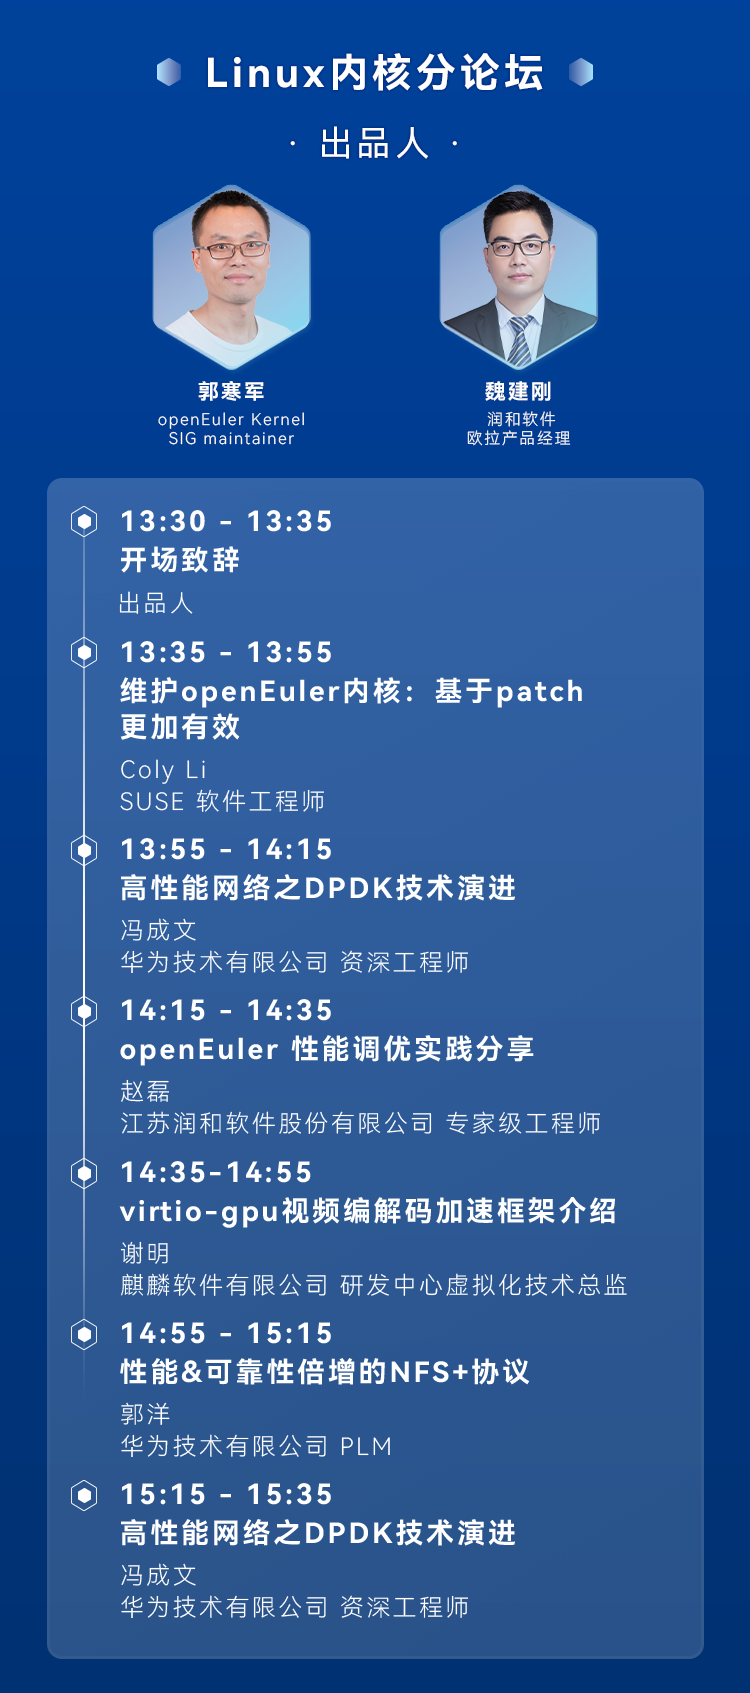 Linux内核分论坛
· 出品人 ·
郭寒军
openEuler Kernel
SIG maintainer
魏建刚
润和软件
欧拉产品经理
13:30 - 13:35
开场致辞
出品人
13:35 - 13:55
维护openEuler内核：基于patch
更加有效
Coly Li
SUSE 软件工程师
13:55 - 14:15
高性能网络之DPDK技术演进
冯成文
华为技术有限公司 资深工程师
14:15 - 14:35
openEuler 性能调优实践分享
赵磊
江苏润和软件股份有限公司 专家级工程师
14:35-14:55
virtio-gpu视频编解码加速框架介绍
谢明
麒麟软件有限公司 研发中心虚拟化技术总监
14:55 - 15:15
性能&可靠性倍增的NFS+协议
郭洋
华为技术有限公司 PLM
15:15 - 15:35
高性能网络之DPDK技术演进
冯成文
华为技术有限公司 资深工程师